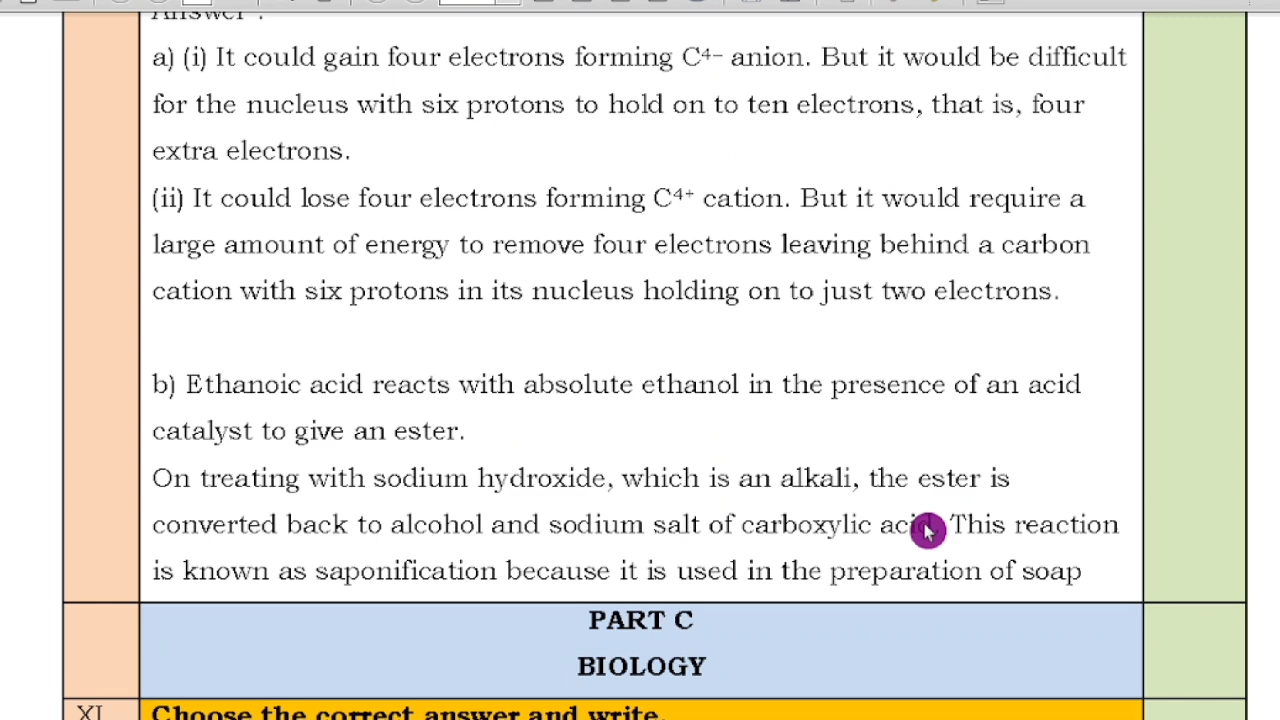 Answer :
a) (i) It could gain four electrons forming C⁴⁻ anion. But it would be difficult
for the nucleus with six protons to hold on to ten electrons, that is, four
extra electrons.
(ii) It could lose four electrons forming C⁴⁺ cation. But it would require a
large amount of energy to remove four electrons leaving behind a carbon
cation with six protons in its nucleus holding on to just two electrons.
b) Ethanoic acid reacts with absolute ethanol in the presence of an acid
catalyst to give an ester.
On treating with sodium hydroxide, which is an alkali, the ester is
converted back to alcohol and sodium salt of carboxylic acid. This reaction
is known as saponification because it is used in the preparation of soap
PART C
BIOLOGY
XI Choose the correct answer and write.